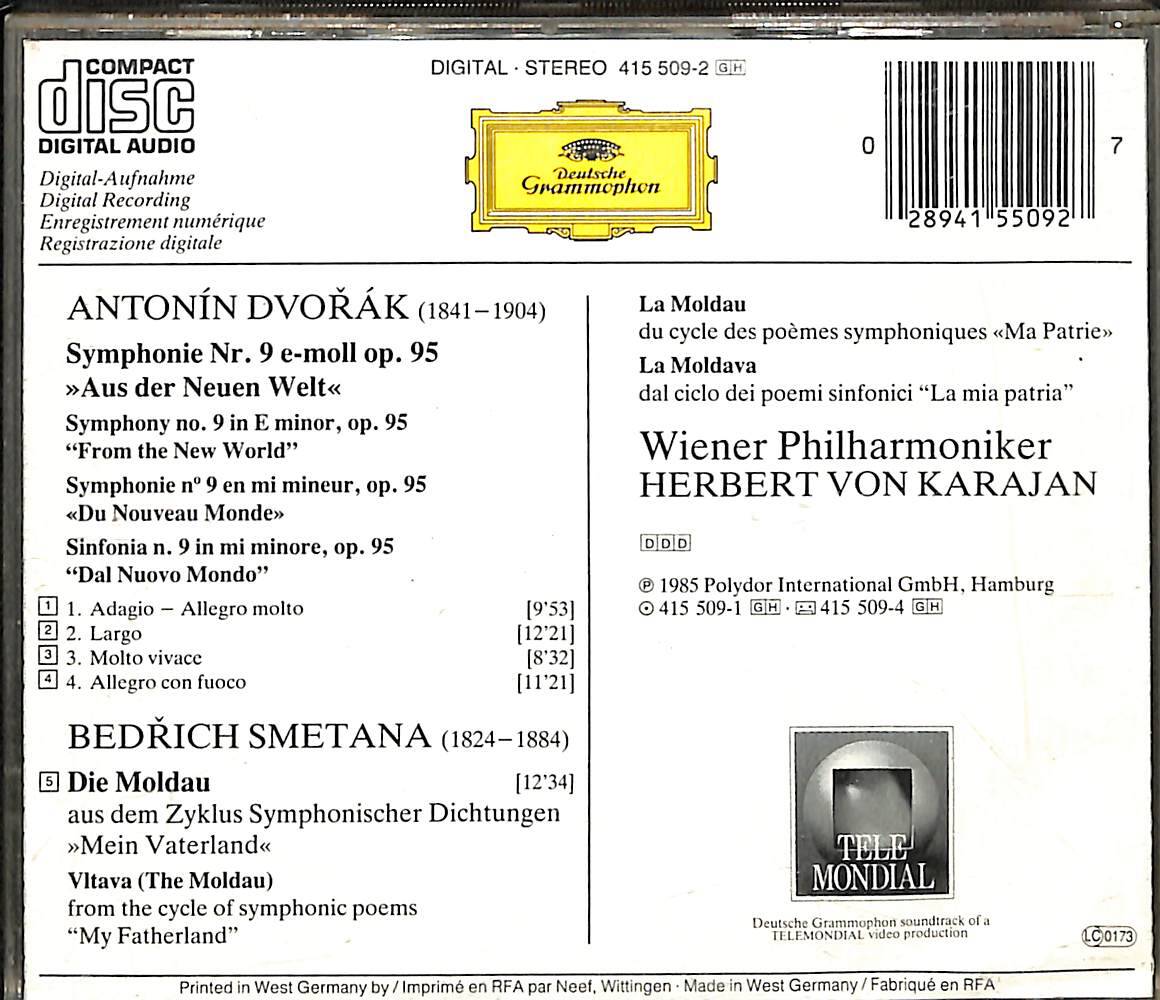 COMPACT
disc
DIGITAL AUDIO
Digital-Aufnahme
Digital Recording
Enregistrement numérique
Registrazione digitale
DIGITAL · STEREO 415 509-2 GH
Deutsche
Grammophon
0 28941 55092 7
ANTONÍN DVOŘÁK (1841–1904)
Symphonie Nr. 9 e-moll op. 95
»Aus der Neuen Welt«
Symphony no. 9 in E minor, op. 95
“From the New World”
Symphonie nº 9 en mi mineur, op. 95
«Du Nouveau Monde»
Sinfonia n. 9 in mi minore, op. 95
“Dal Nuovo Mondo”
1 1. Adagio – Allegro molto [9'53]
2 2. Largo [12'21]
3 3. Molto vivace [8'32]
4 4. Allegro con fuoco [11'21]
BEDŘICH SMETANA (1824–1884)
5 Die Moldau [12'34]
aus dem Zyklus Symphonischer Dichtungen
»Mein Vaterland«
Vltava (The Moldau)
from the cycle of symphonic poems
“My Fatherland”
La Moldau
du cycle des poèmes symphoniques «Ma Patrie»
La Moldava
dal ciclo dei poemi sinfonici “La mia patria”
Wiener Philharmoniker
HERBERT VON KARAJAN
DDD
℗ 1985 Polydor International GmbH, Hamburg
415 509-1 GH · 415 509-4 GH
TELE
MONDIAL
Deutsche Grammophon soundtrack of a
TELEMONDIAL video production
LC 0173
Printed in West Germany by / Imprimé en RFA par Neef, Wittingen · Made in West Germany / Fabriqué en RFA